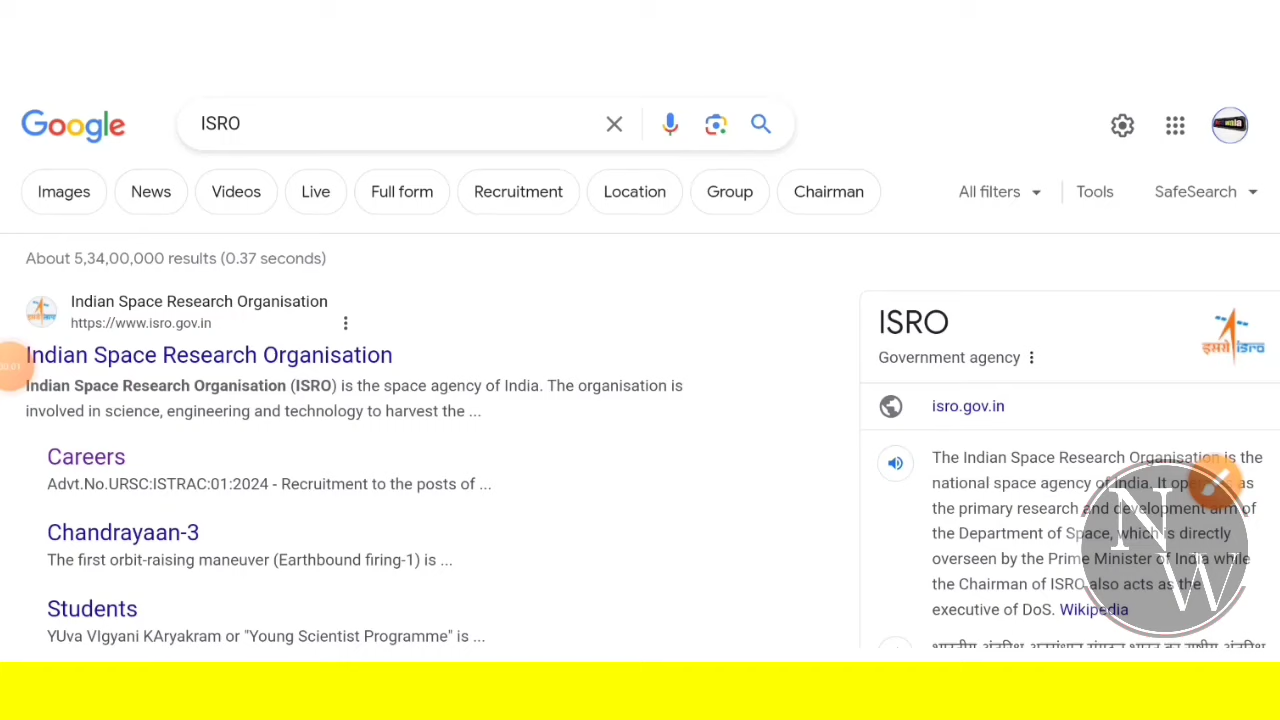 Google
ISRO
Images
News
Videos
Live
Full form
Recruitment
Location
Group
Chairman
All filters
Tools
SafeSearch
About 5,34,00,000 results (0.37 seconds)
Indian Space Research Organisation
https://www.isro.gov.in
Indian Space Research Organisation
Indian Space Research Organisation (ISRO) is the space agency of India. The organisation is
involved in science, engineering and technology to harvest the ...
Careers
Advt.No.URSC:ISTRAC:01:2024 - Recruitment to the posts of ...
Chandrayaan-3
The first orbit-raising maneuver (Earthbound firing-1) is ...
Students
YUva VIgyani KAryakram or "Young Scientist Programme" is ...
ISRO
इसरो isro
Government agency
isro.gov.in
The Indian Space Research Organisation is the
national space agency of India. It operates as
the primary research and development arm of
the Department of Space, which is directly
overseen by the Prime Minister of India while
the Chairman of ISRO also acts as the
executive of DoS. Wikipedia
NW